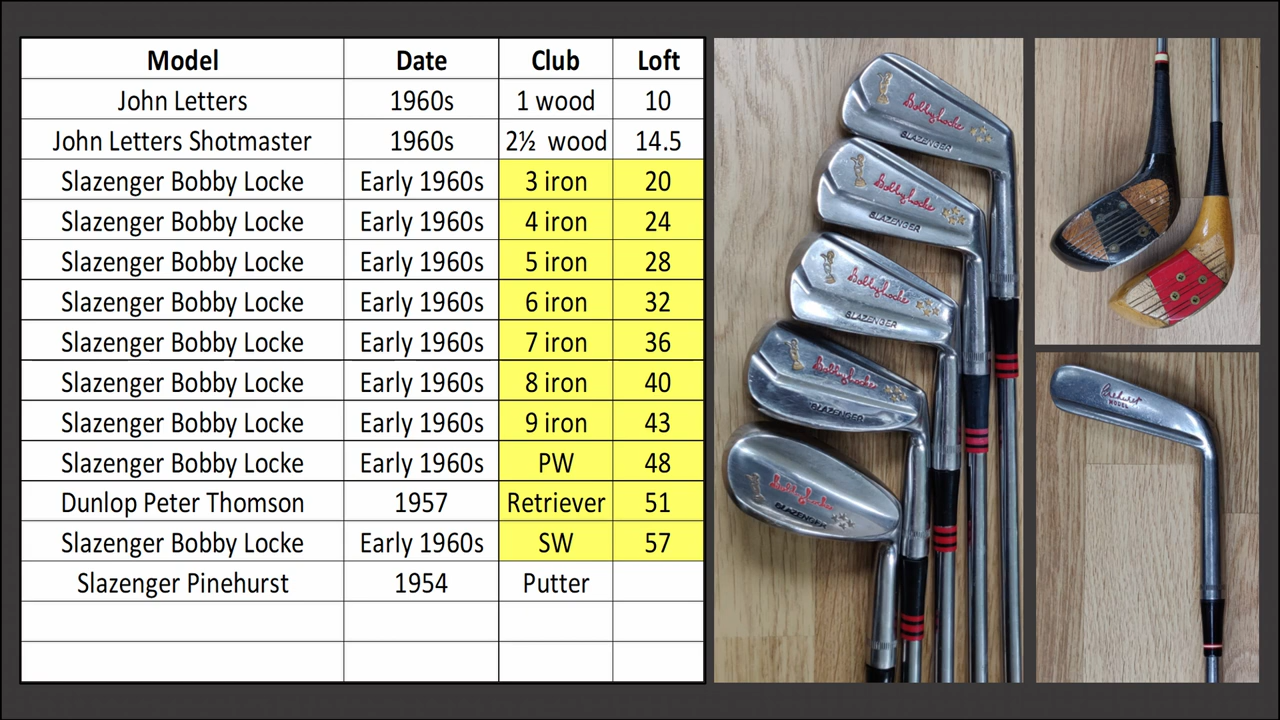 Model Date Club Loft
John Letters 1960s 1 wood 10
John Letters Shotmaster 1960s 2½ wood 14.5
Slazenger Bobby Locke Early 1960s 3 iron 20
Slazenger Bobby Locke Early 1960s 4 iron 24
Slazenger Bobby Locke Early 1960s 5 iron 28
Slazenger Bobby Locke Early 1960s 6 iron 32
Slazenger Bobby Locke Early 1960s 7 iron 36
Slazenger Bobby Locke Early 1960s 8 iron 40
Slazenger Bobby Locke Early 1960s 9 iron 43
Slazenger Bobby Locke Early 1960s PW 48
Dunlop Peter Thomson 1957 Retriever 51
Slazenger Bobby Locke Early 1960s SW 57
Slazenger Pinehurst 1954 Putter
Bobby Locke
SLAZENGER
Bobby Locke
SLAZENGER
Bobby Locke
SLAZENGER
Bobby Locke
SLAZENGER
Bobby Locke
SLAZENGER
Pinehurst
MODEL